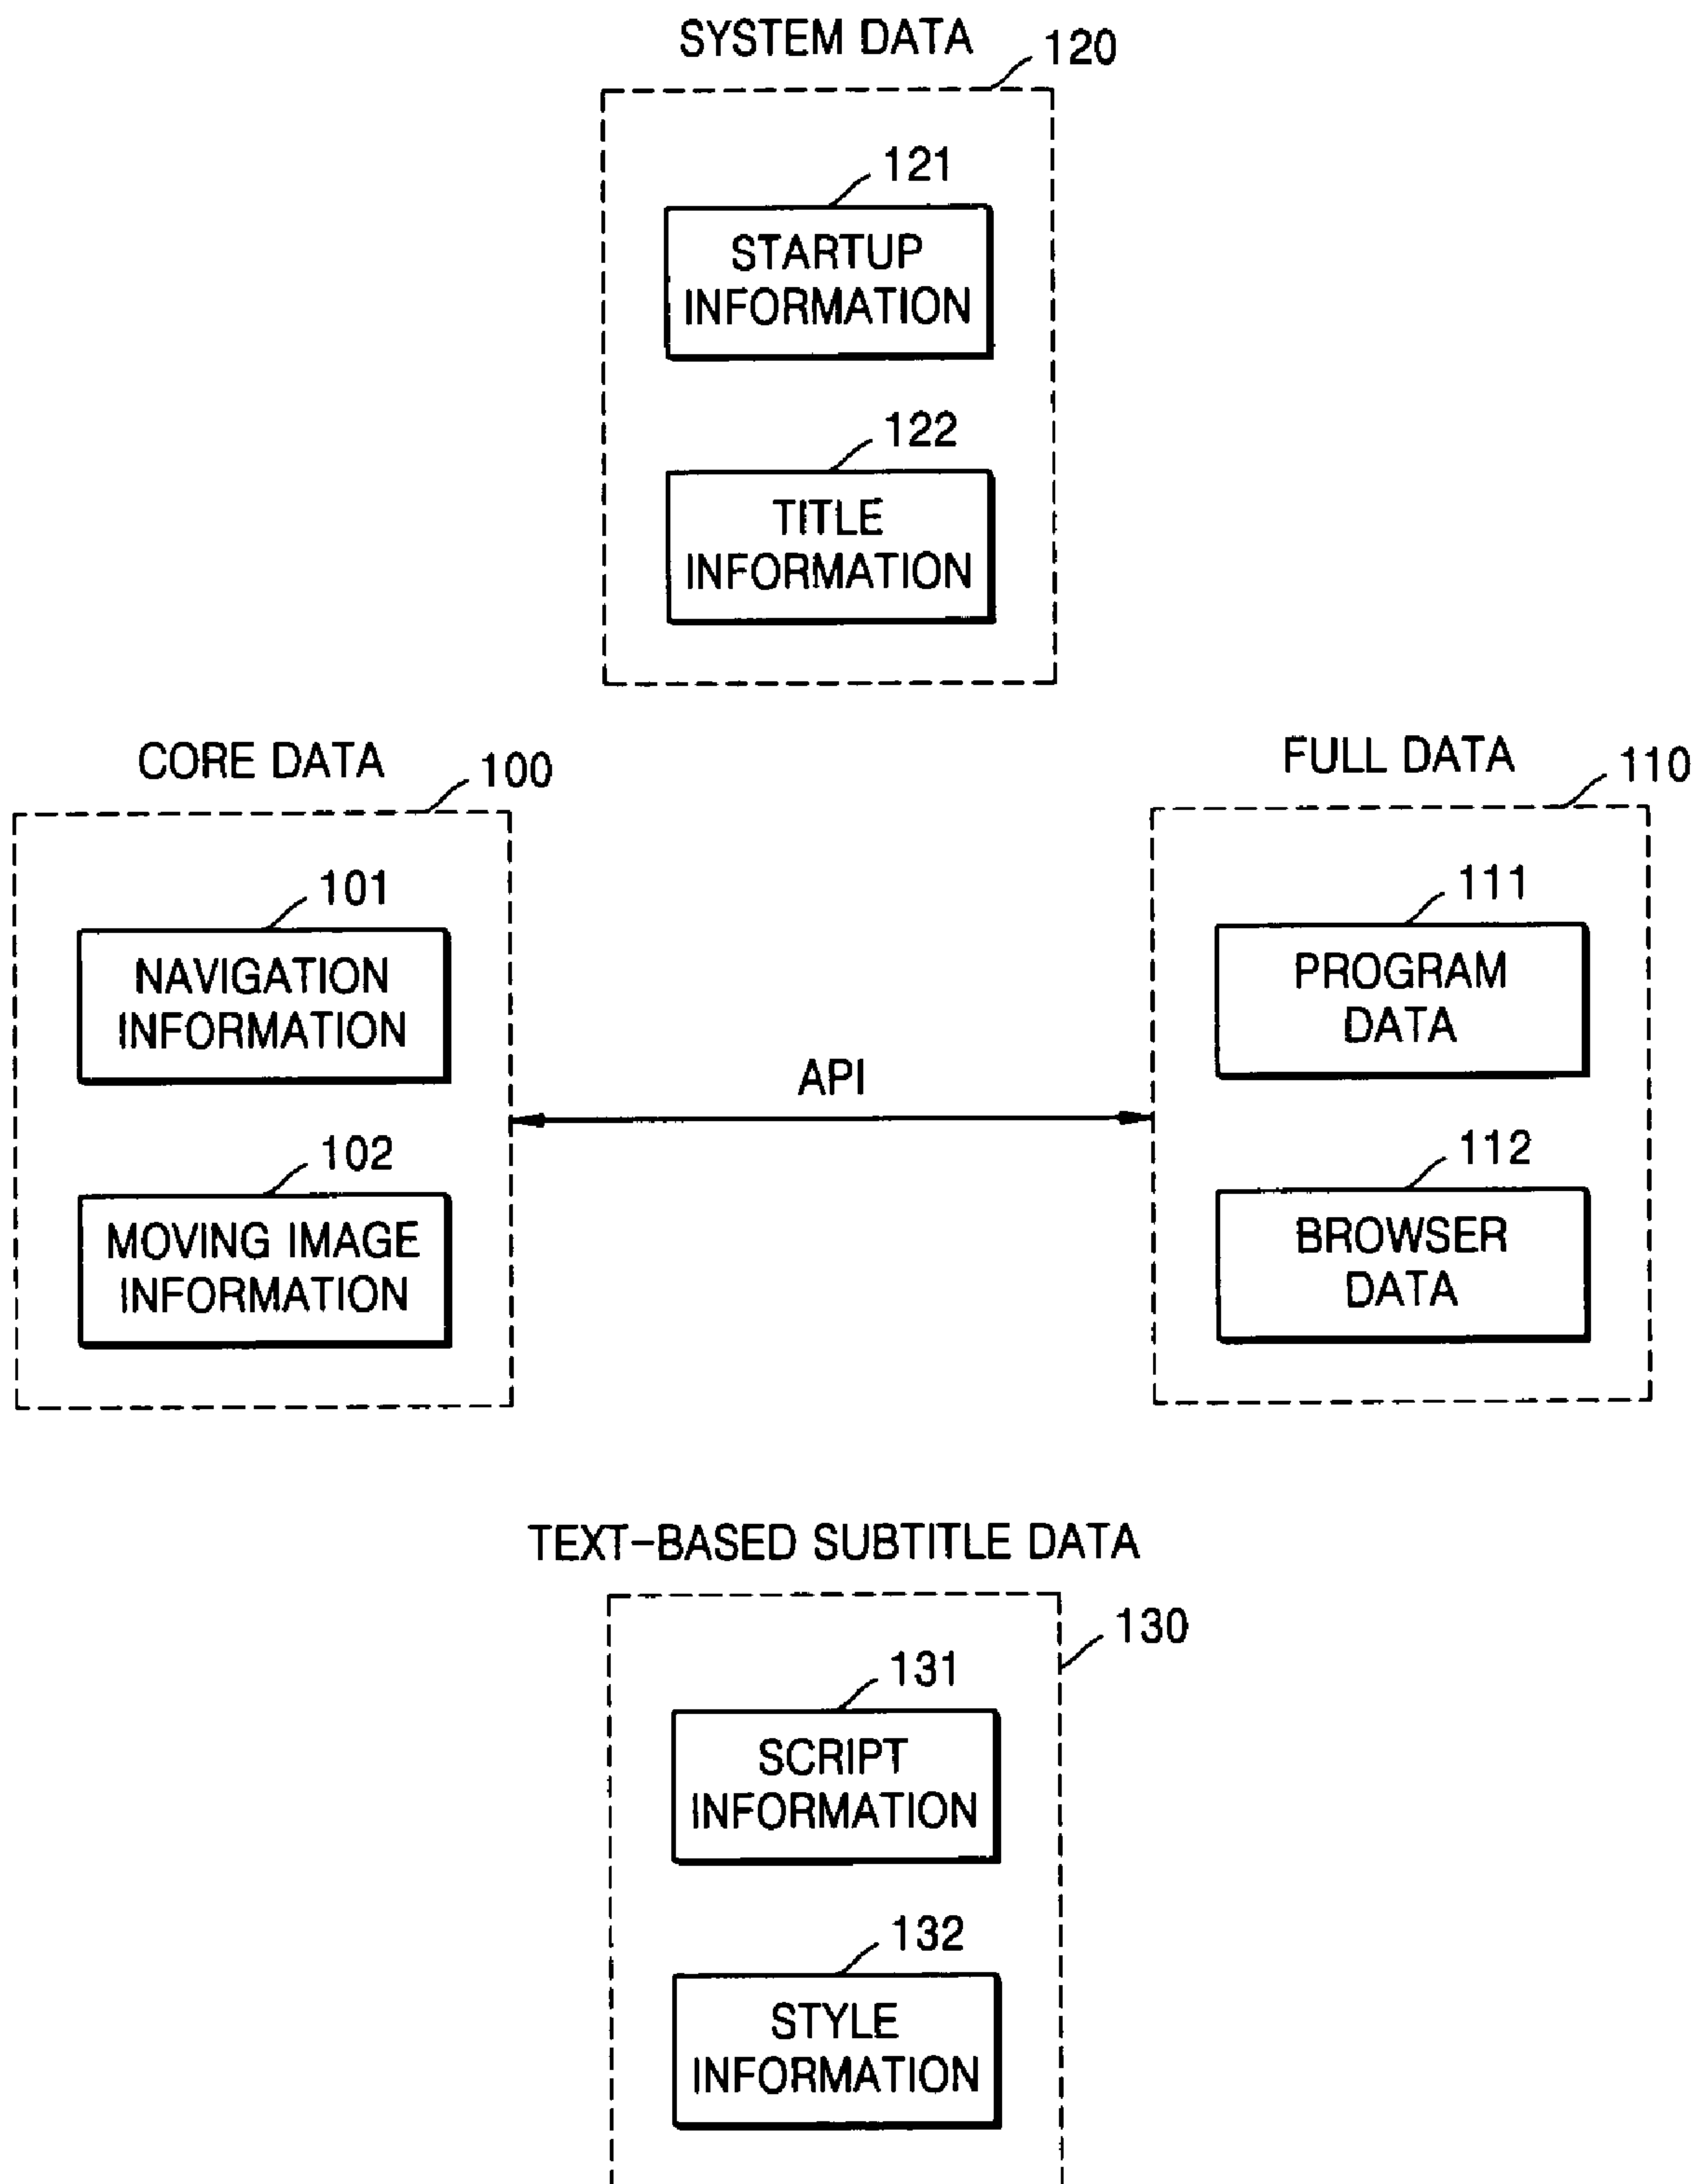 SYSTEM DATA
120
121
STARTUP
INFORMATION
122
TITLE
INFORMATION
CORE DATA
100
101
NAVIGATION
INFORMATION
102
MOVING IMAGE
INFORMATION
API
FULL DATA
110
111
PROGRAM
DATA
112
BROWSER
DATA
TEXT-BASED SUBTITLE DATA
130
131
SCRIPT
INFORMATION
132
STYLE
INFORMATION